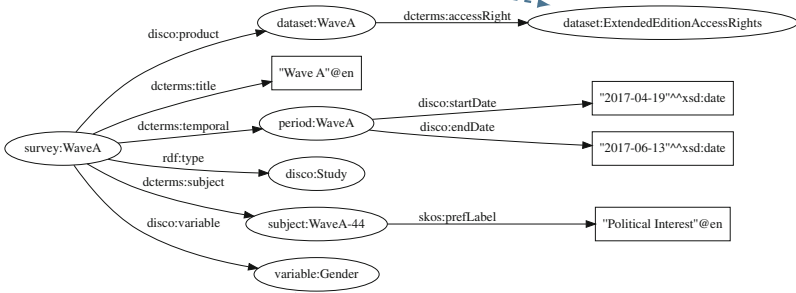 disco:product
dataset:WaveA
dcterms:accessRight
dataset:ExtendedEditionAccessRights
dcterms:title
"Wave A"@en
survey:WaveA
dcterms:temporal
period:WaveA
disco:startDate
"2017-04-19"^^xsd:date
disco:endDate
"2017-06-13"^^xsd:date
rdf:type
disco:Study
dcterms:subject
subject:WaveA-44
skos:prefLabel
"Political Interest"@en
disco:variable
variable:Gender